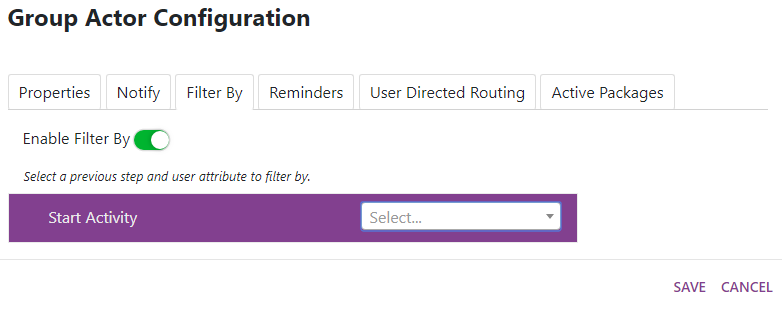 Group Actor Configuration
Properties Notify Filter By Reminders User Directed Routing Active Packages
Enable Filter By
Select a previous step and user attribute to filter by.
Start Activity Select...
SAVE CANCEL